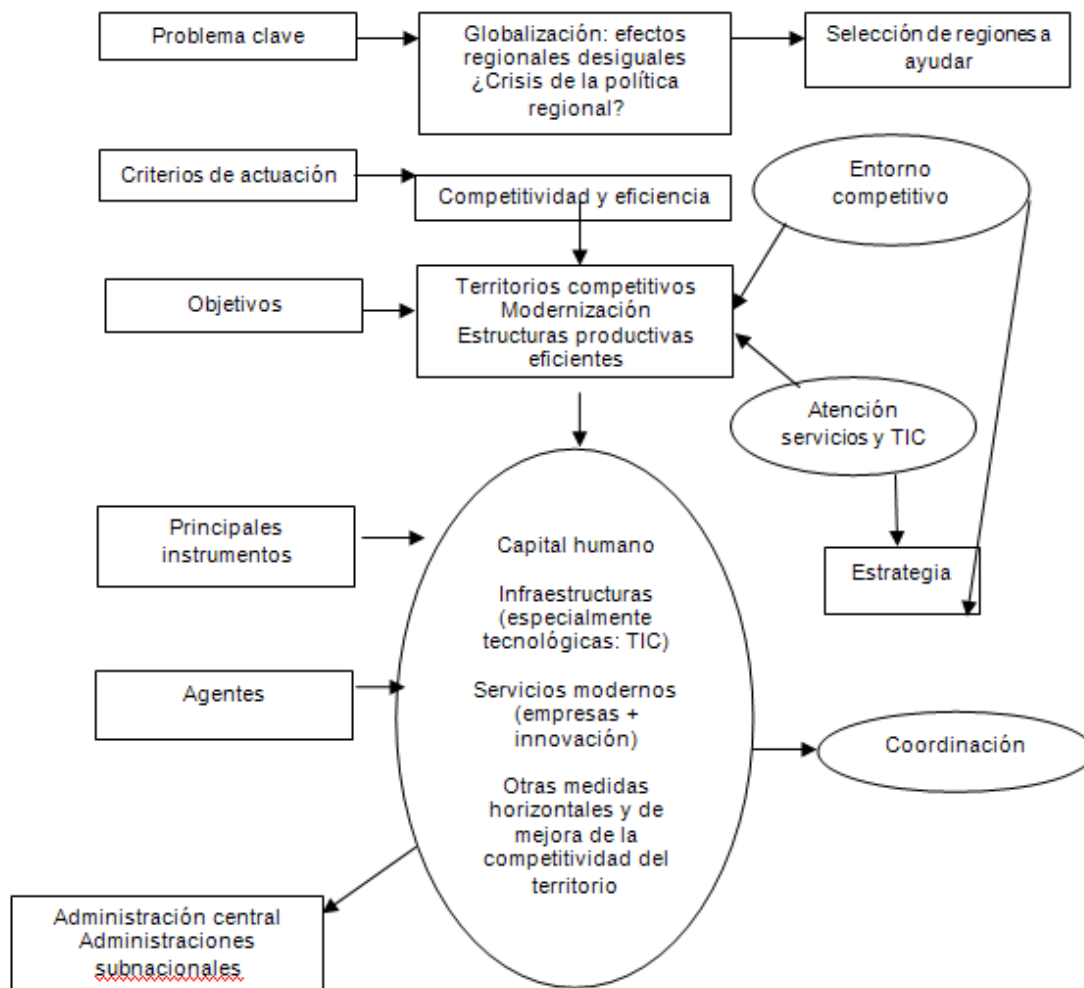 Problema clave
Globalización: efectos
regionales desiguales
¿Crisis de la política
regional?
Selección de regiones a
ayudar
Criterios de actuación
Competitividad y eficiencia
Entorno
competitivo
Objetivos
Territorios competitivos
Modernización
Estructuras productivas
eficientes
Atención
servicios y TIC
Principales
instrumentos
Capital humano
Infraestructuras
(especialmente
tecnológicas: TIC)
Servicios modernos
(empresas +
innovación)
Otras medidas
horizontales y de
mejora de la
competitividad del
territorio
Estrategia
Agentes
Coordinación
Administración central
Administraciones
subnacionales